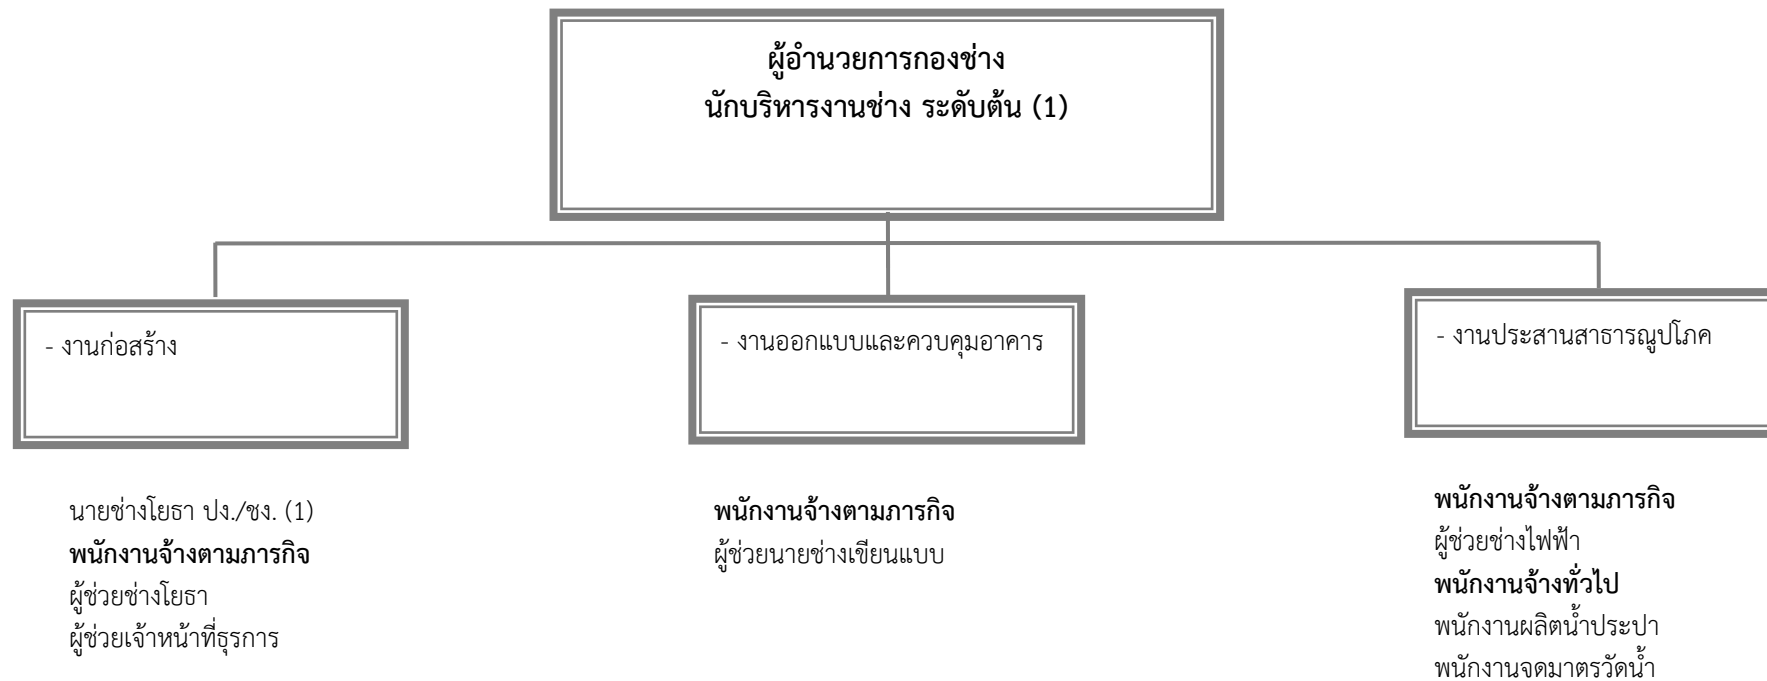 ผู้อำนวยการกองช่าง
นักบริหารงานช่าง ระดับต้น (1)
- งานก่อสร้าง
- งานออกแบบและควบคุมอาคาร
- งานประสานสาธารณูปโภค
นายช่างโยธา ปง./ชง. (1)
พนักงานจ้างตามภารกิจ
ผู้ช่วยช่างโยธา
ผู้ช่วยเจ้าหน้าที่ธุรการ
พนักงานจ้างตามภารกิจ
ผู้ช่วยนายช่างเขียนแบบ
พนักงานจ้างตามภารกิจ
ผู้ช่วยช่างไฟฟ้า
พนักงานจ้างทั่วไป
พนักงานผลิตน้ำประปา
พนักงานจดมาตรวัดน้ำ